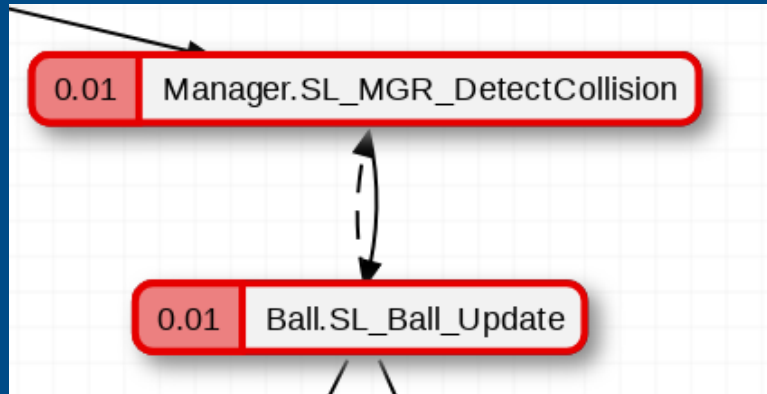 0.01 Manager.SL_MGR_DetectCollision
0.01 Ball.SL_Ball_Update